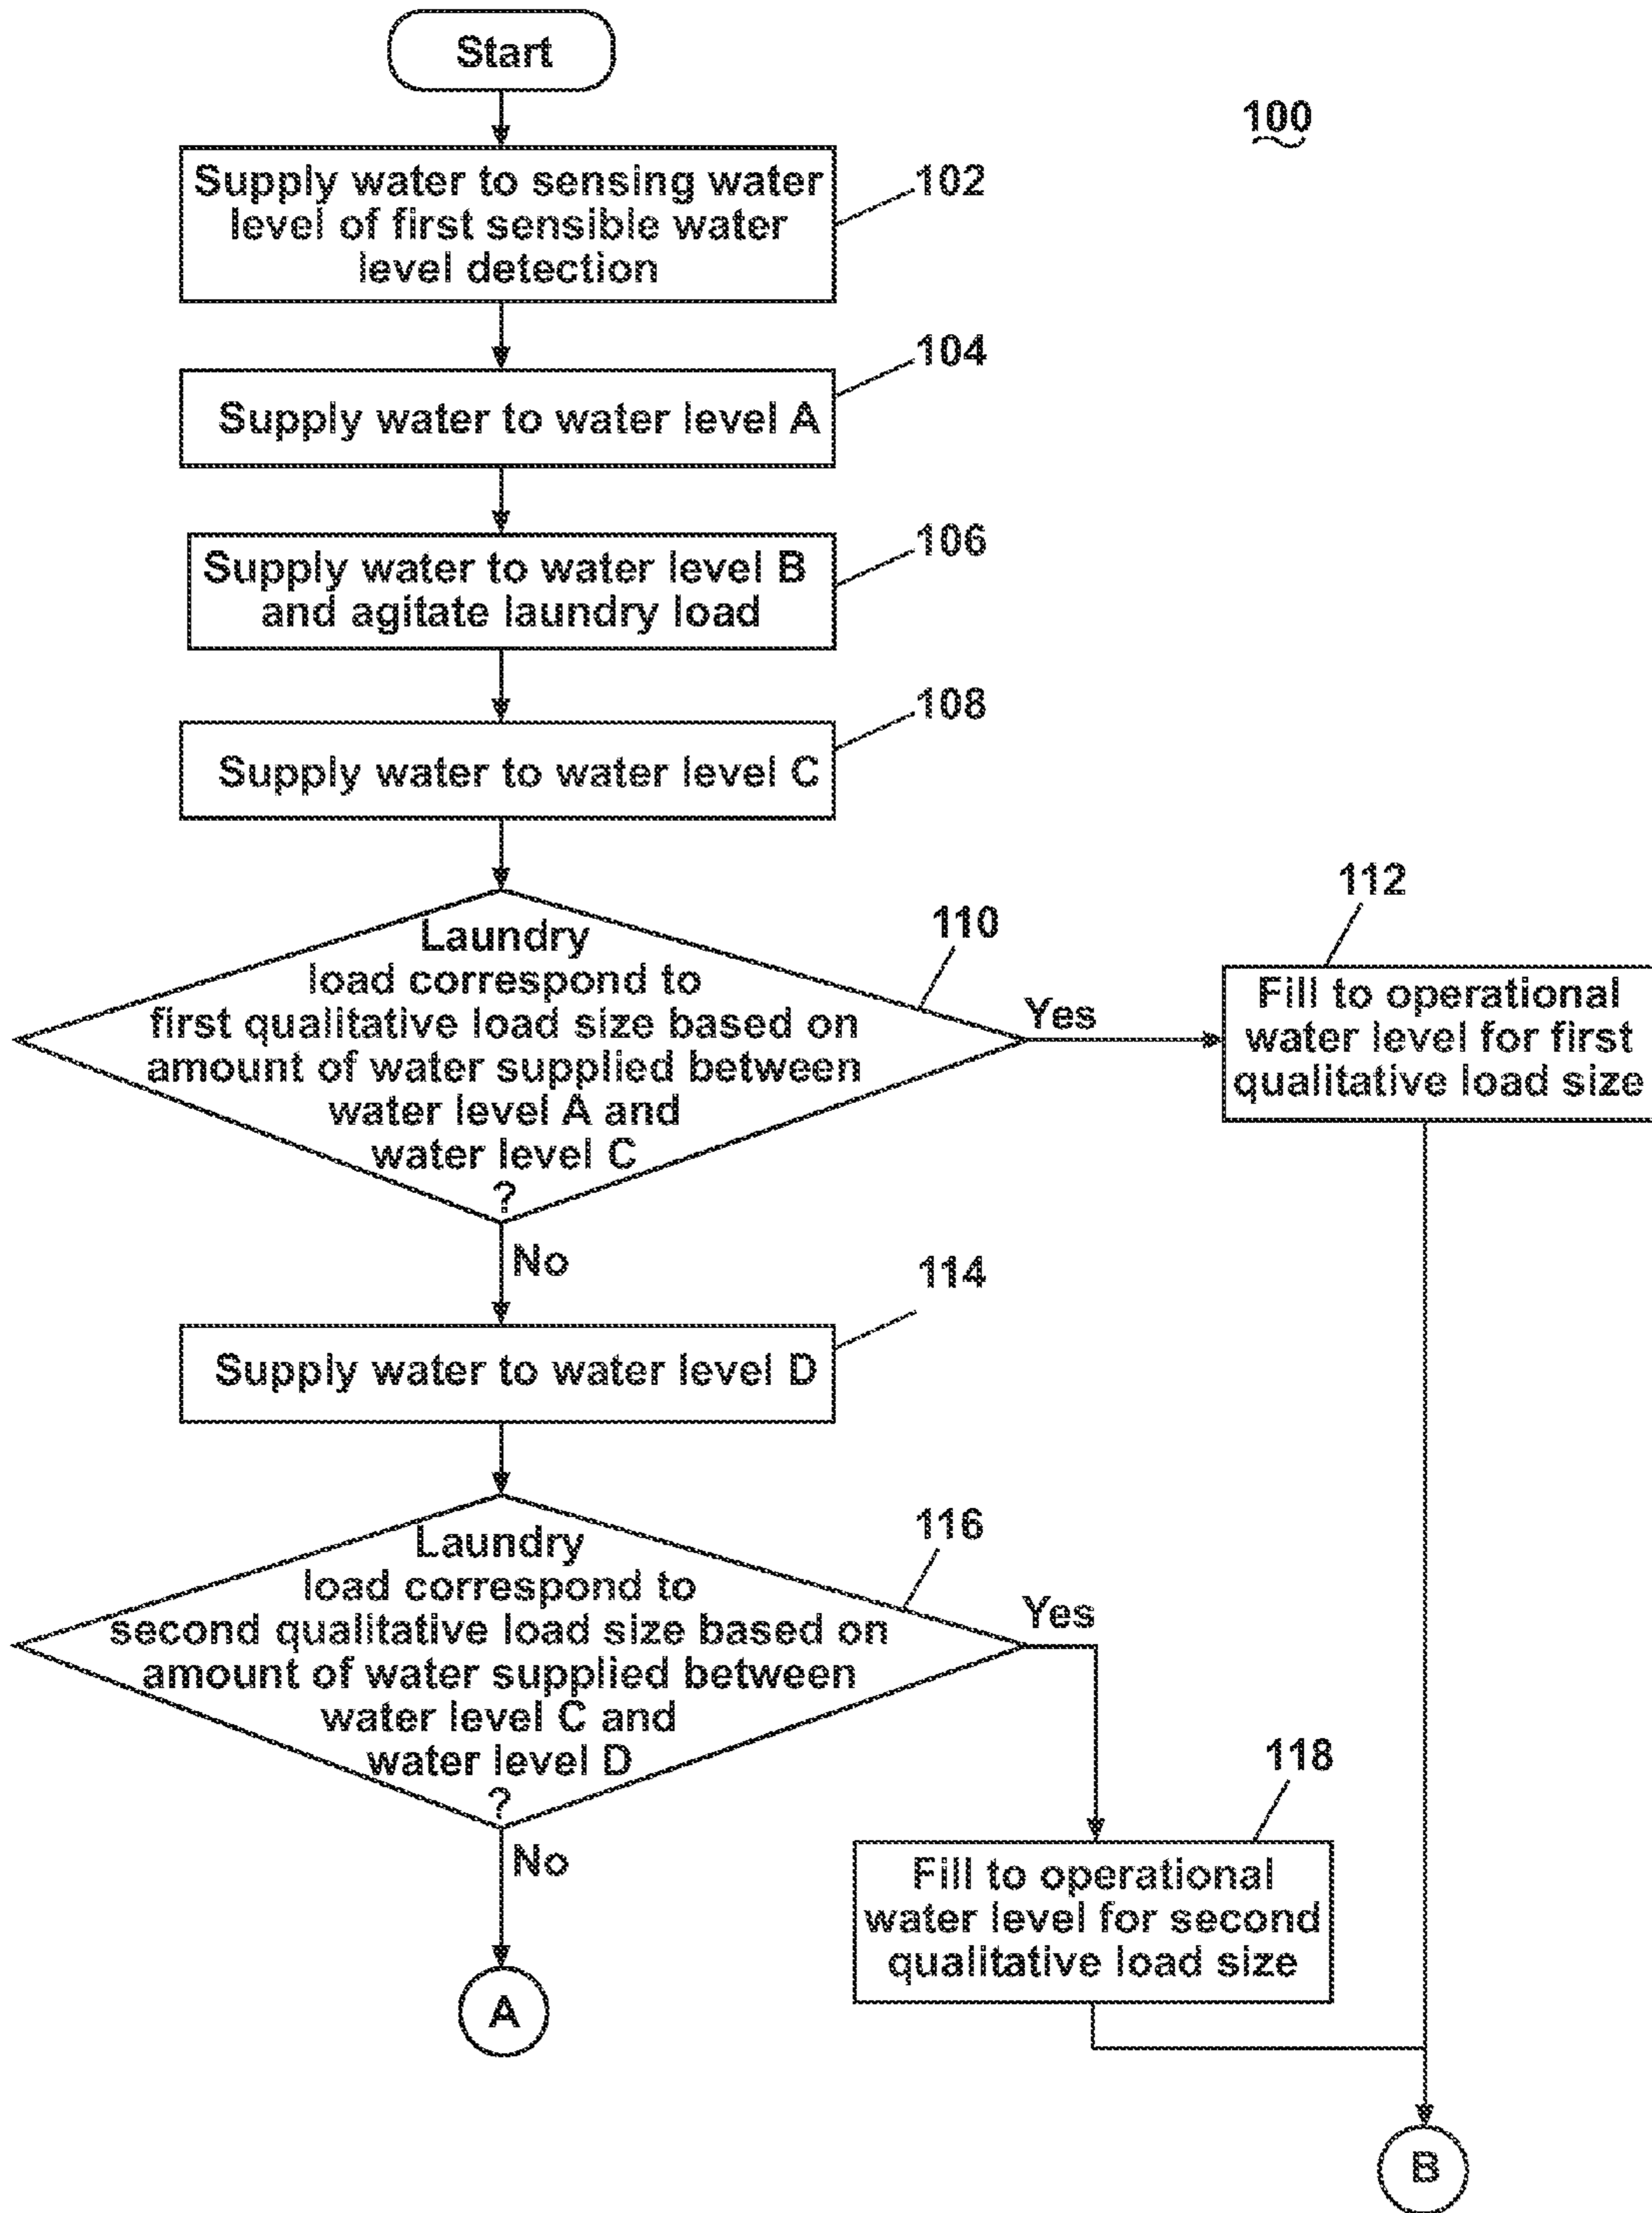 Start
100
Supply water to sensing water
level of first sensible water
level detection
102
104
Supply water to water level A
106
Supply water to water level B
and agitate laundry load
108
Supply water to water level C
110
Laundry
load correspond to
first qualitative load size based on
amount of water supplied between
water level A and
water level C
?
Yes
112
Fill to operational
water level for first
qualitative load size
No
114
Supply water to water level D
116
Laundry
load correspond to
second qualitative load size based on
amount of water supplied between
water level C and
water level D
?
Yes
118
Fill to operational
water level for second
qualitative load size
No
A
B